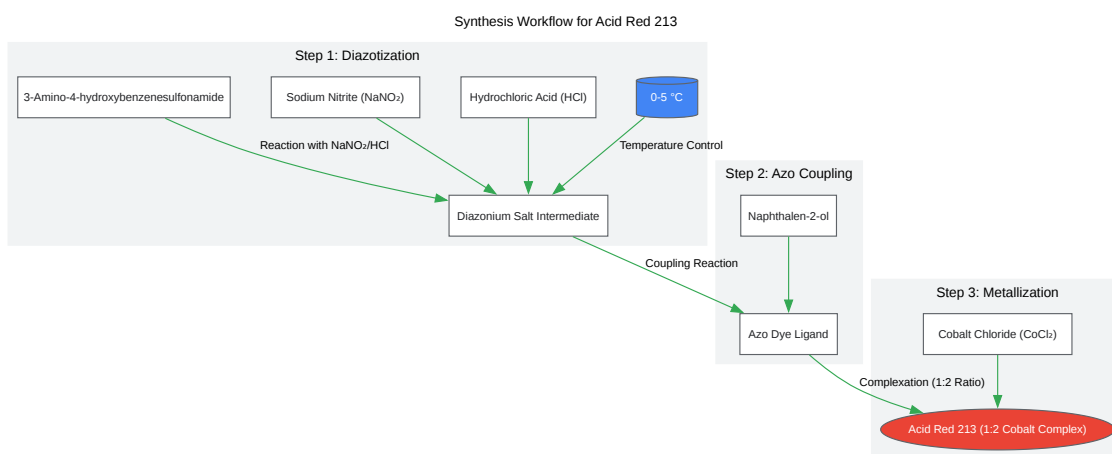 Synthesis Workflow for Acid Red 213
Step 1: Diazotization
3-Amino-4-hydroxybenzenesulfonamide
Sodium Nitrite (NaNO₂)
Hydrochloric Acid (HCl)
0-5 °C
Reaction with NaNO₂/HCl
Temperature Control
Diazonium Salt Intermediate
Step 2: Azo Coupling
Naphthalen-2-ol
Coupling Reaction
Azo Dye Ligand
Step 3: Metallization
Cobalt Chloride (CoCl₂)
Complexation (1:2 Ratio)
Acid Red 213 (1:2 Cobalt Complex)